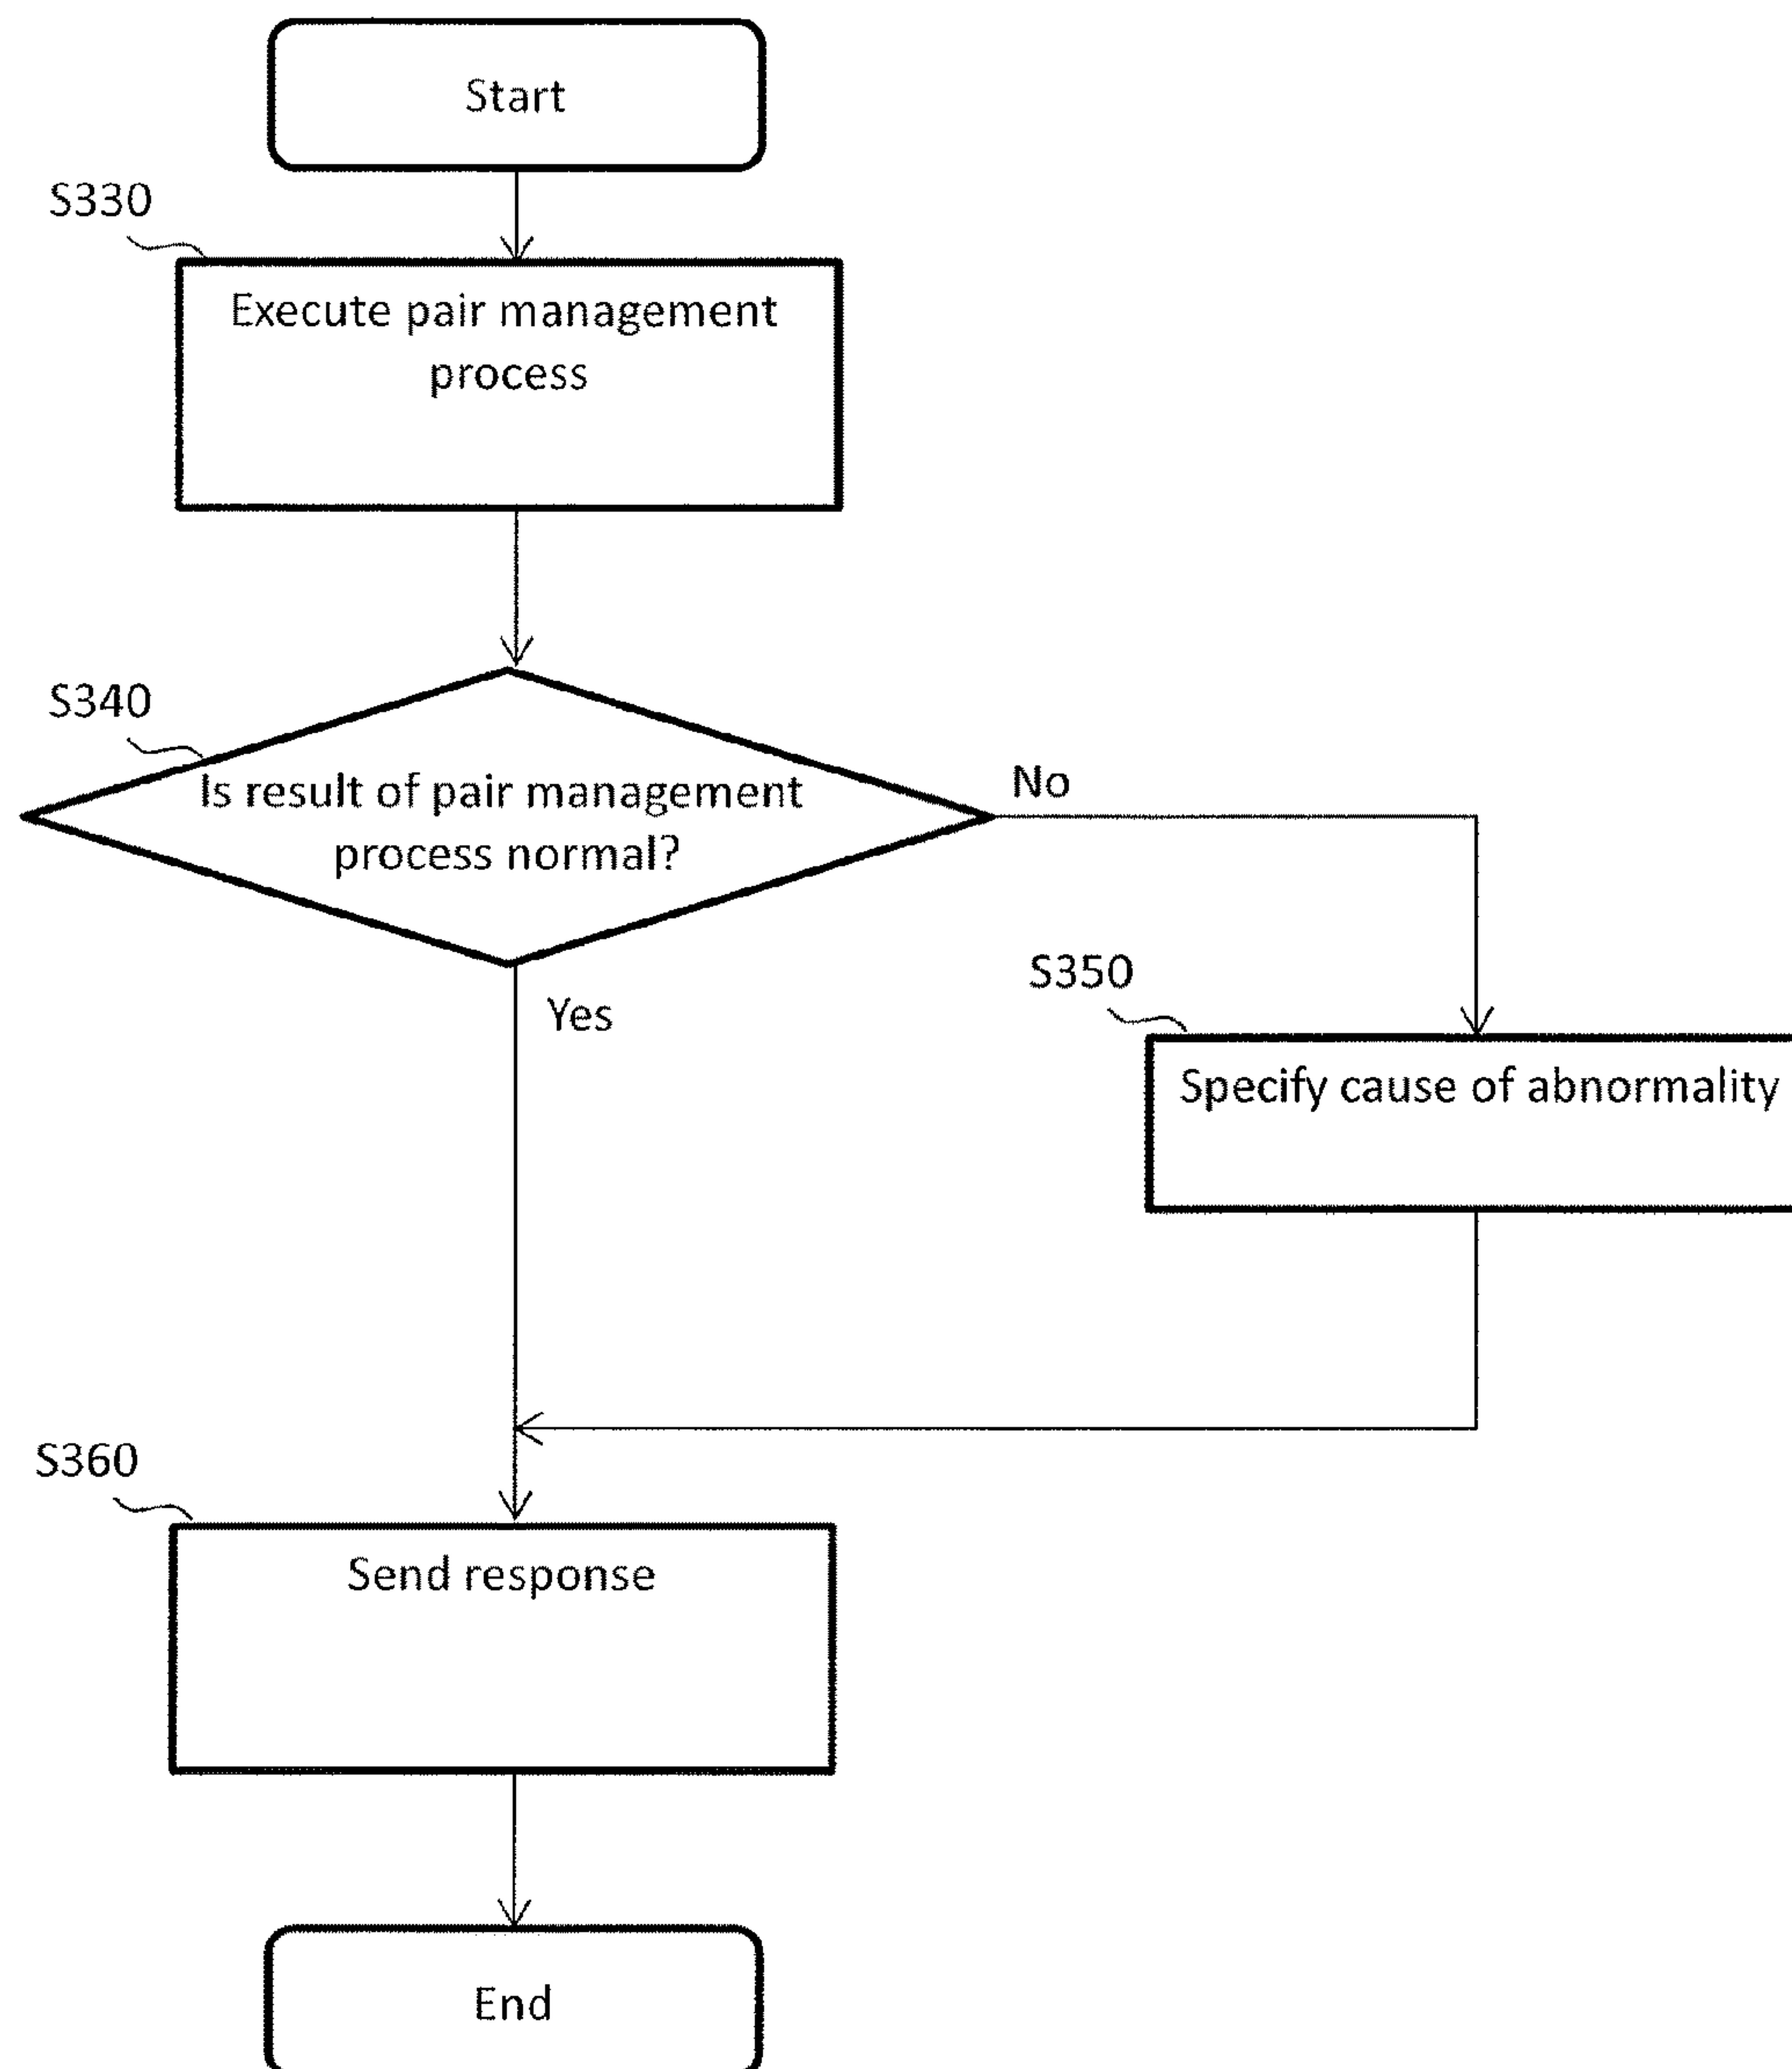 Start
S330
Execute pair management
process
S340
Is result of pair management
process normal?
No
Yes
S350
Specify cause of abnormality
S360
Send response
End